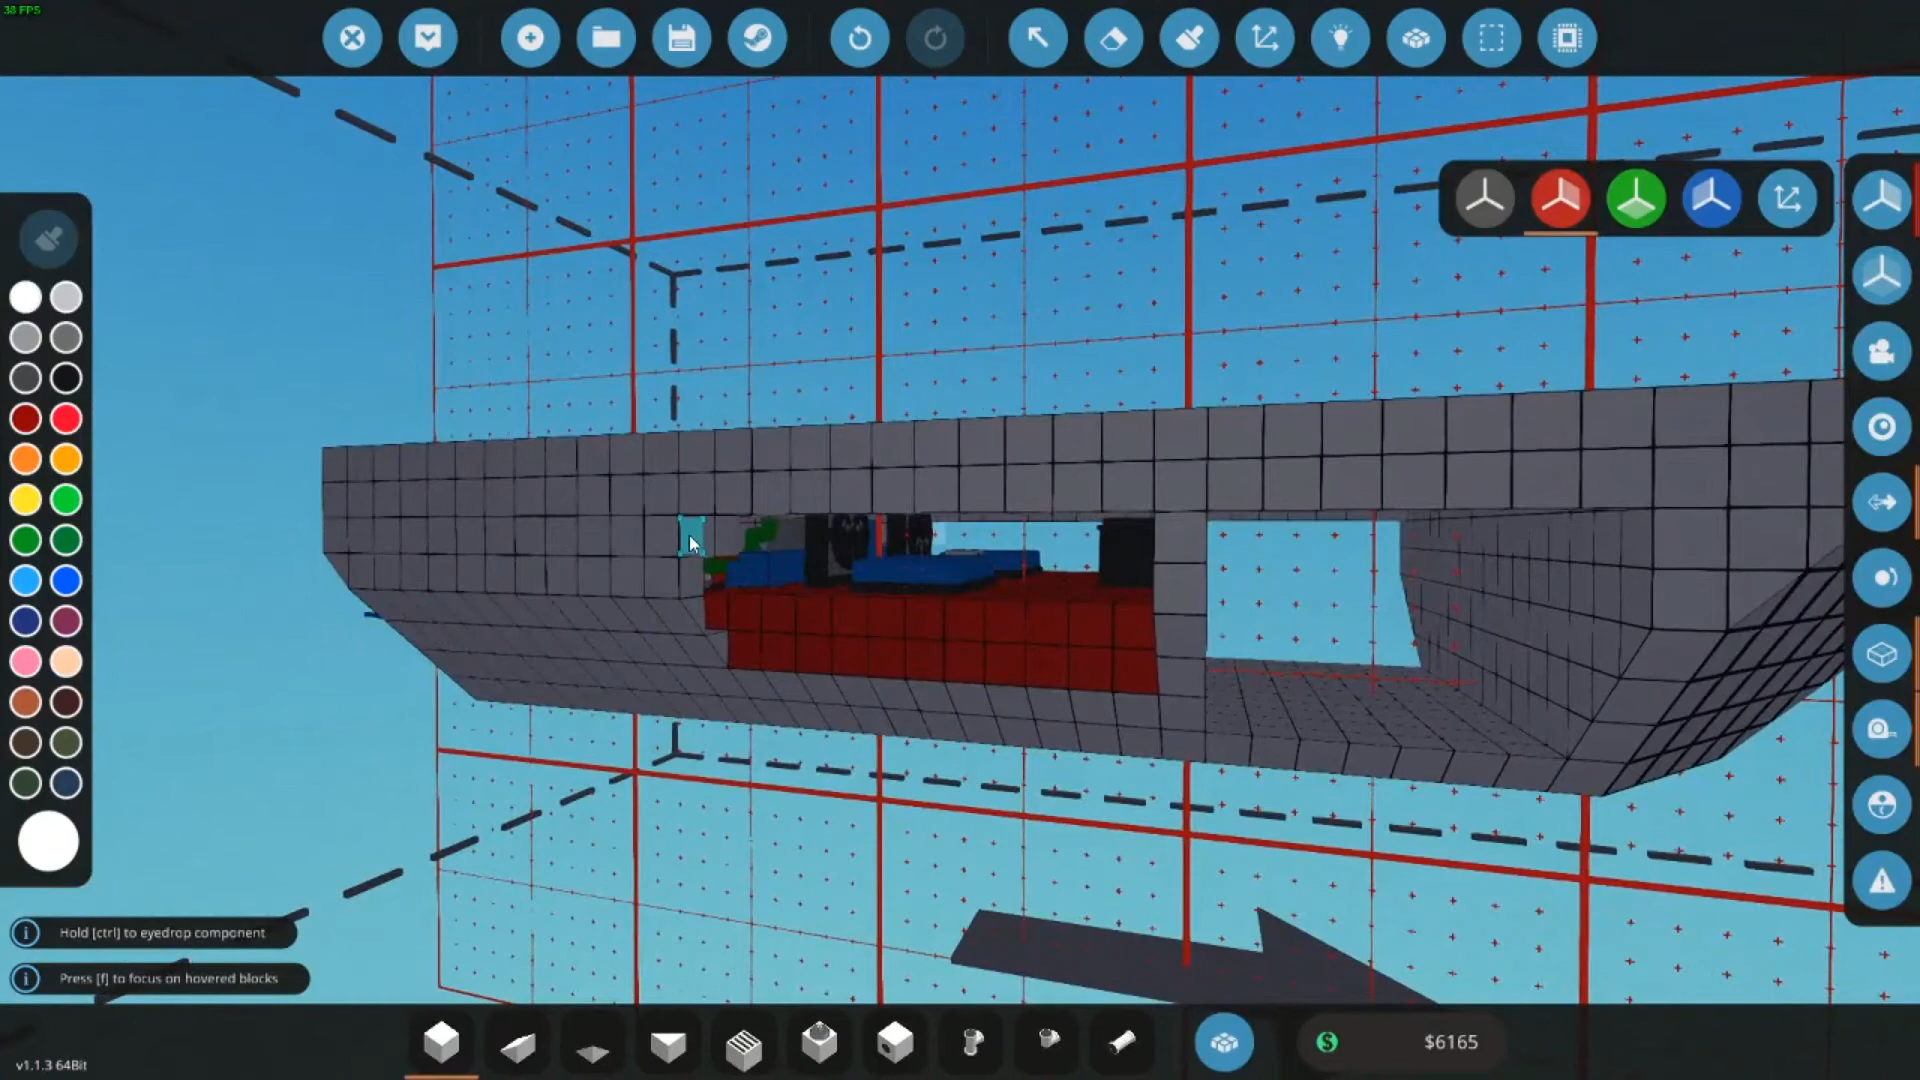 38 FPS
Hold [ctrl] to eyedrop component
Press [f] to focus on hovered blocks
$6165
v1.1.3 64Bit